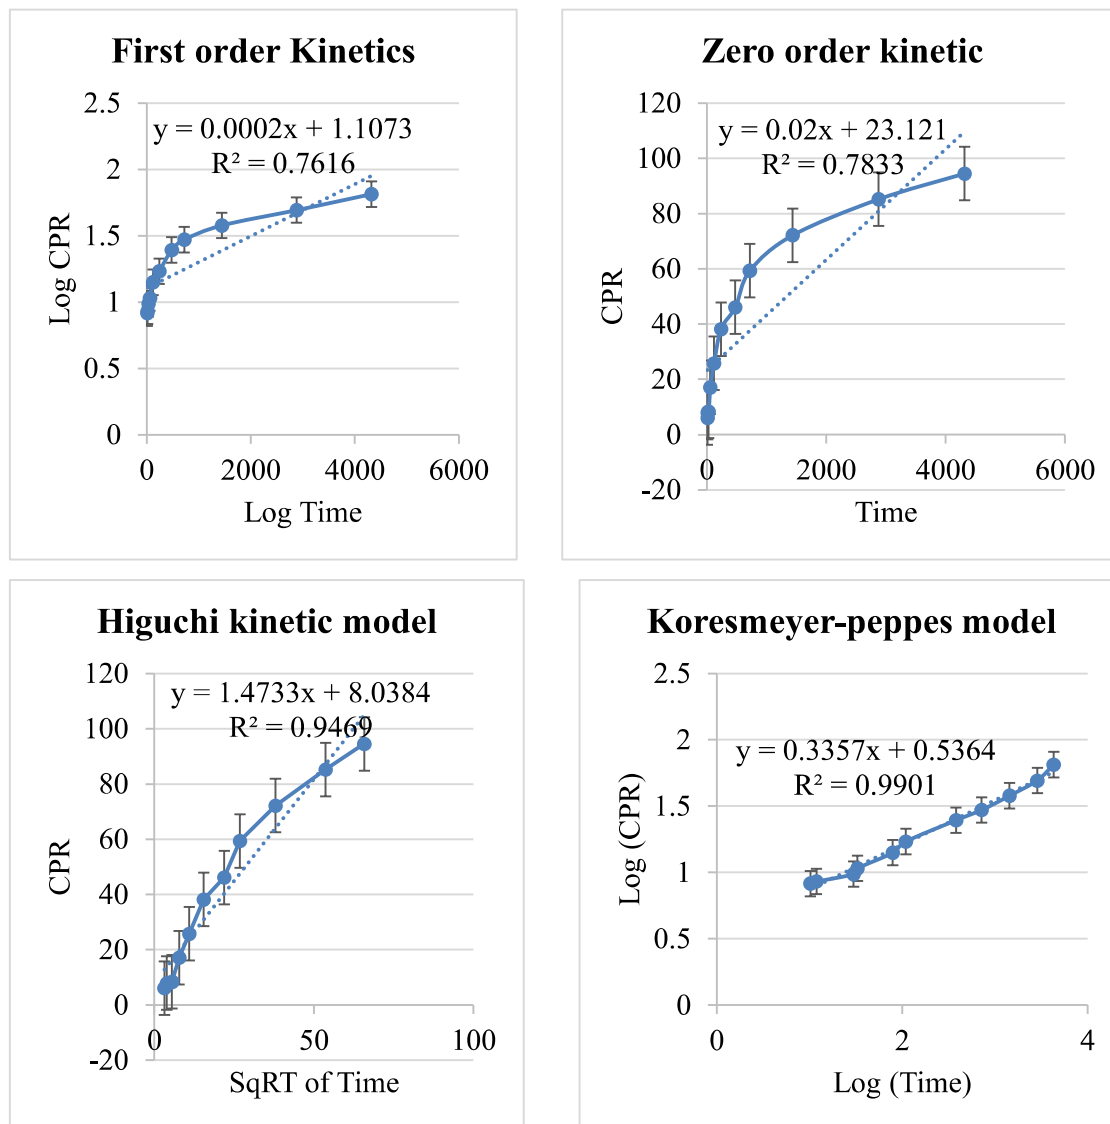 First order Kinetics
2.5
2
1.5
1
0.5
0
y = 0.0002x + 1.1073
R² = 0.7616
Log CPR
0 2000 4000 6000
Log Time
Zero order kinetic
120
100
80
60
40
20
0
-20
y = 0.02x + 23.121
R² = 0.7833
CPR
0 2000 4000 6000
Time
Higuchi kinetic model
120
100
80
60
40
20
0
-20
y = 1.4733x + 8.0384
R² = 0.9469
CPR
0 50 100
SqRT of Time
Koresmeyer-peppes model
2.5
2
1.5
1
0.5
0
y = 0.3357x + 0.5364
R² = 0.9901
Log (CPR)
0 2 4
Log (Time)